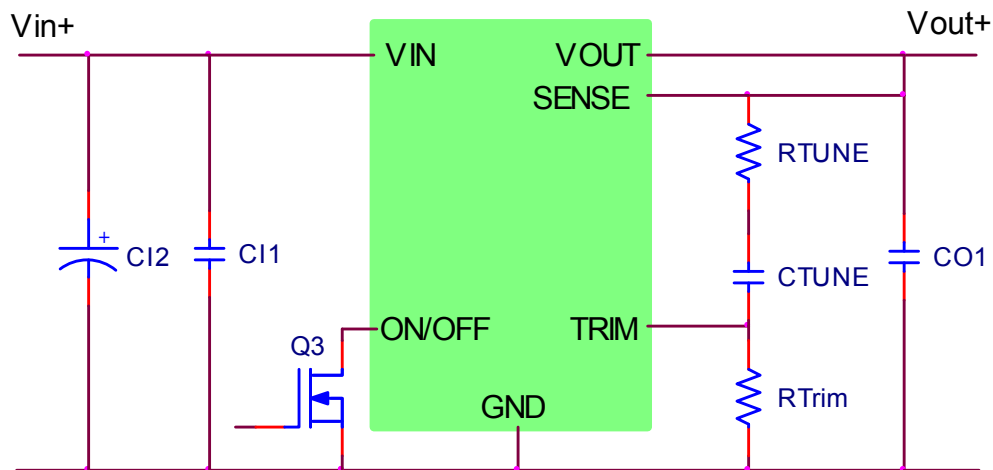 Vin+
Vout+
VIN
VOUT
SENSE
RTUNE
+
CI2
CI1
CTUNE
CO1
ON/OFF
TRIM
Q3
RTrim
GND